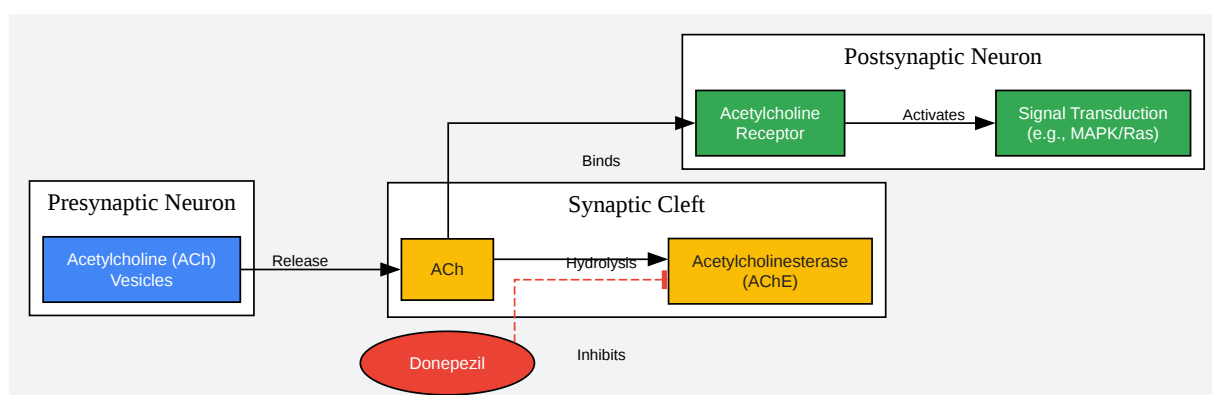 Postsynaptic Neuron
Acetylcholine
Receptor
Activates
Signal Transduction
(e.g., MAPK/Ras)
Binds
Presynaptic Neuron
Acetylcholine (ACh)
Vesicles
Release
Synaptic Cleft
ACh
Hydrolysis
Acetylcholinesterase
(AChE)
Donepezil
Inhibits